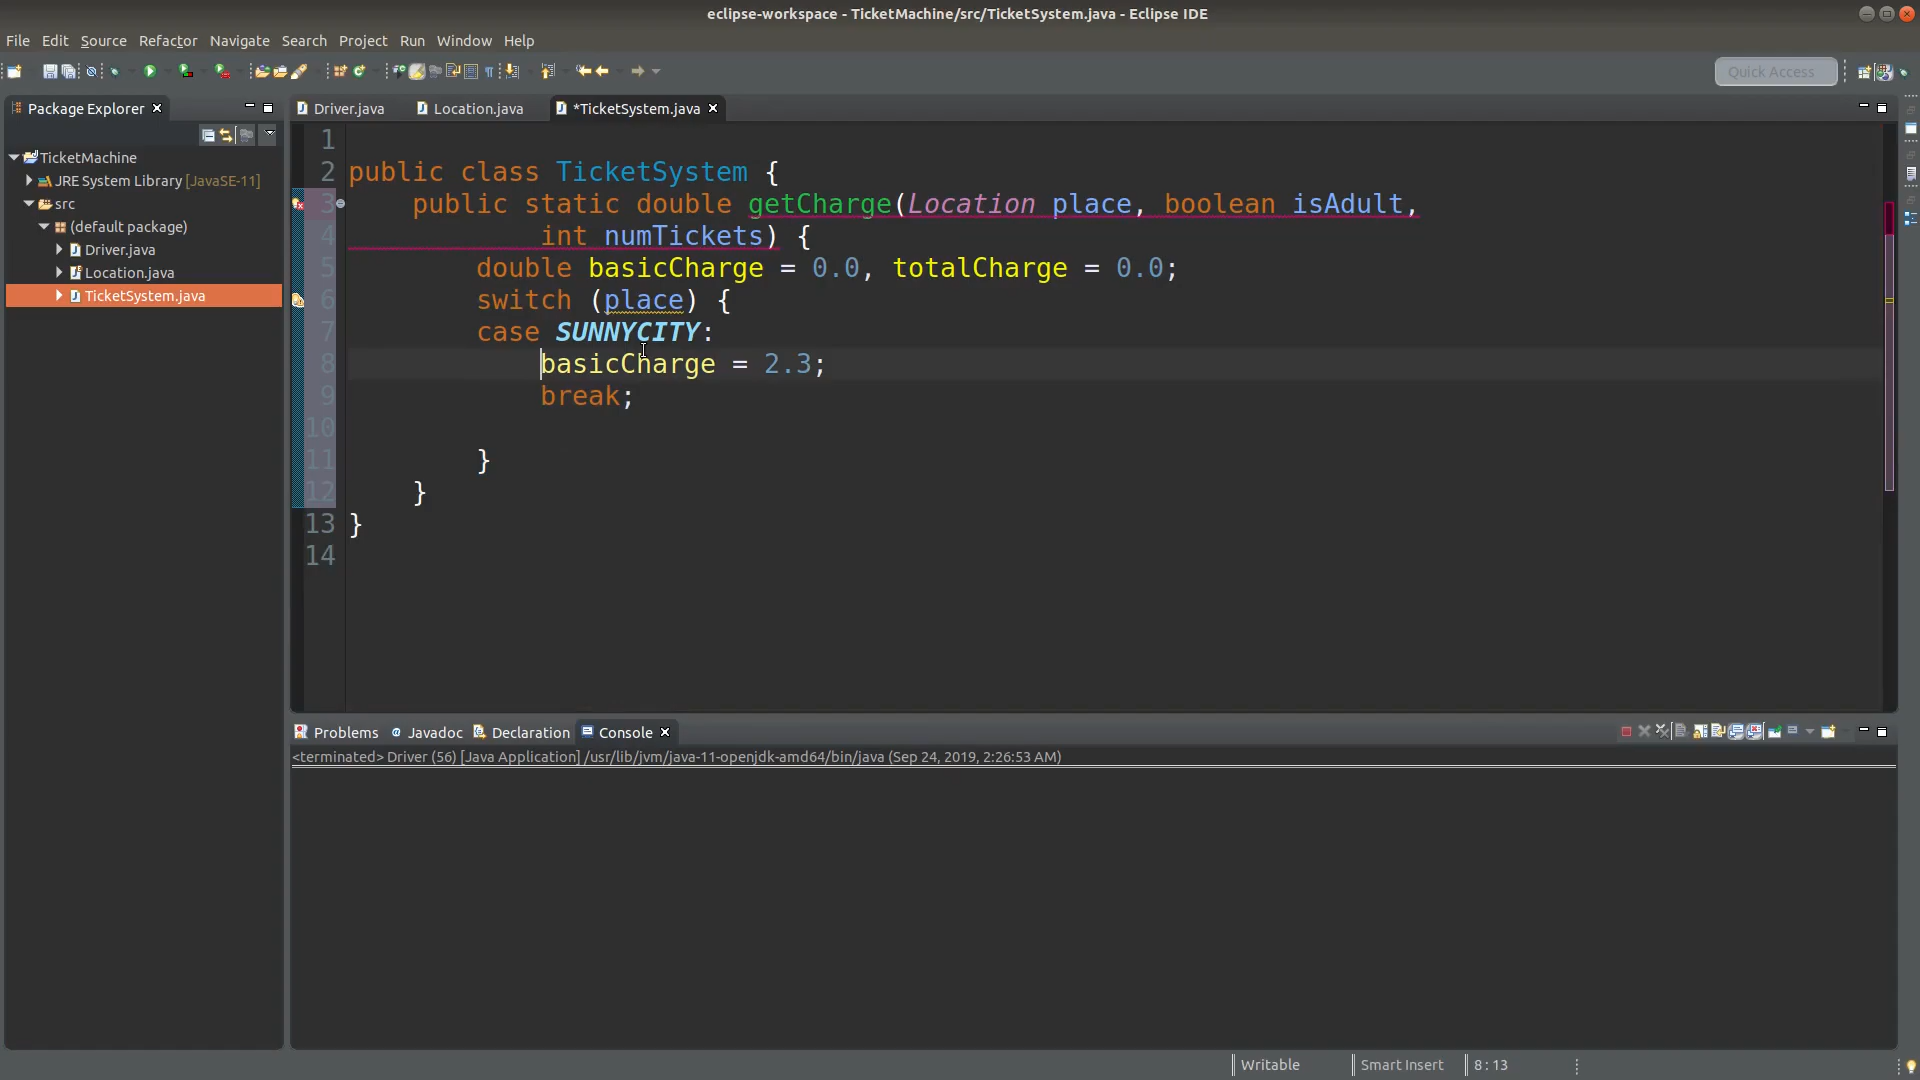 eclipse-workspace - TicketMachine/src/TicketSystem.java - Eclipse IDE
File Edit Source Refactor Navigate Search Project Run Window Help
Quick Access
Package Explorer
Driver.java Location.java *TicketSystem.java
TicketMachine
JRE System Library [JavaSE-11]
src
(default package)
Driver.java
Location.java
TicketSystem.java
1
2 public class TicketSystem {
3 public static double getCharge(Location place, boolean isAdult,
4 int numTickets) {
5 double basicCharge = 0.0, totalCharge = 0.0;
6 switch (place) {
7 case SUNNYCITY:
8 basicCharge = 2.3;
9 break;
10
11 }
12 }
13 }
14
Problems Javadoc Declaration Console
<terminated> Driver (56) [Java Application] /usr/lib/jvm/java-11-openjdk-amd64/bin/java (Sep 24, 2019, 2:26:53 AM)
Writable Smart Insert 8 : 13